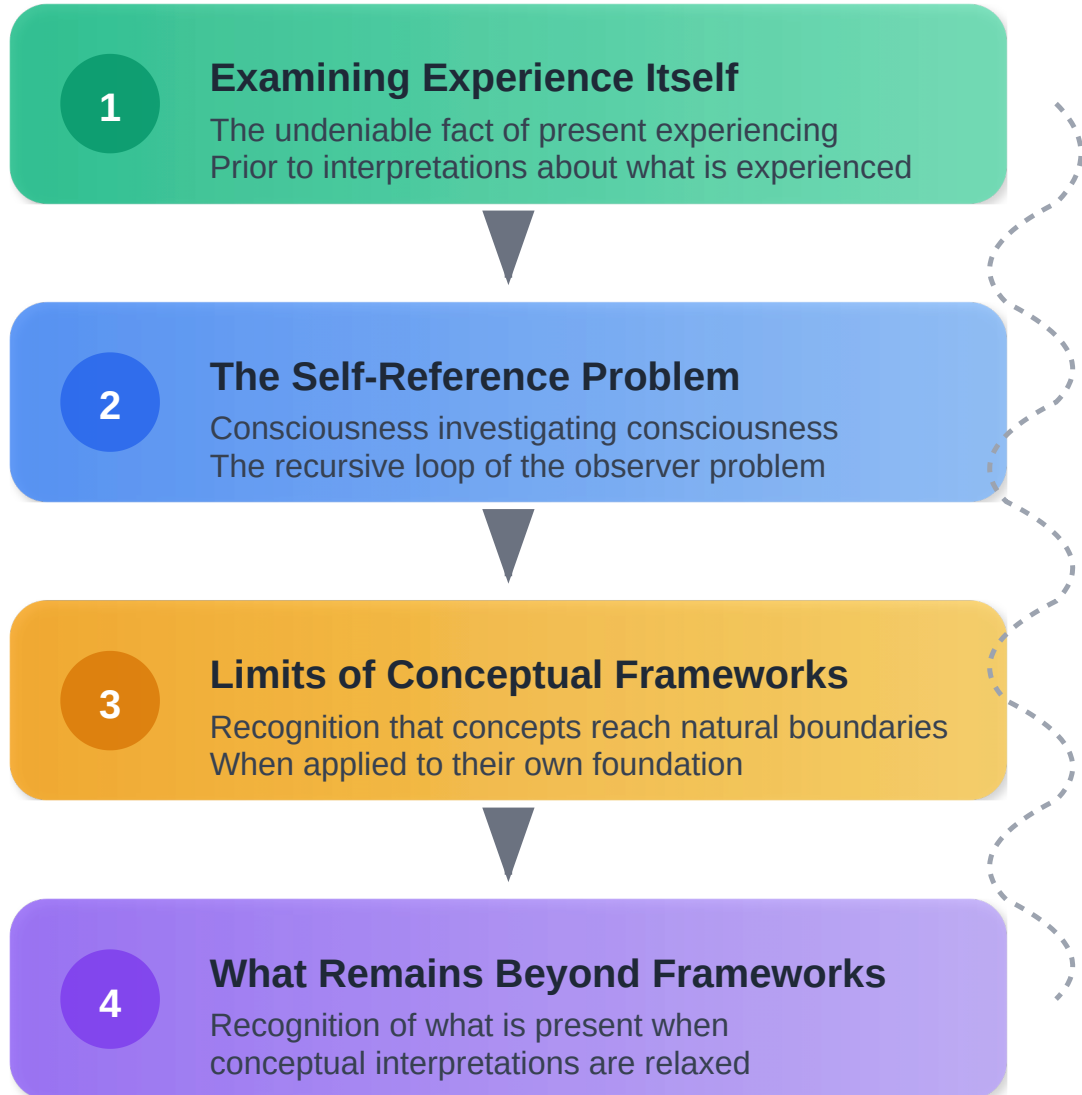 1
Examining Experience Itself
The undeniable fact of present experiencing
Prior to interpretations about what is experienced
2
The Self-Reference Problem
Consciousness investigating consciousness
The recursive loop of the observer problem
3
Limits of Conceptual Frameworks
Recognition that concepts reach natural boundaries
When applied to their own foundation
4
What Remains Beyond Frameworks
Recognition of what is present when
conceptual interpretations are relaxed